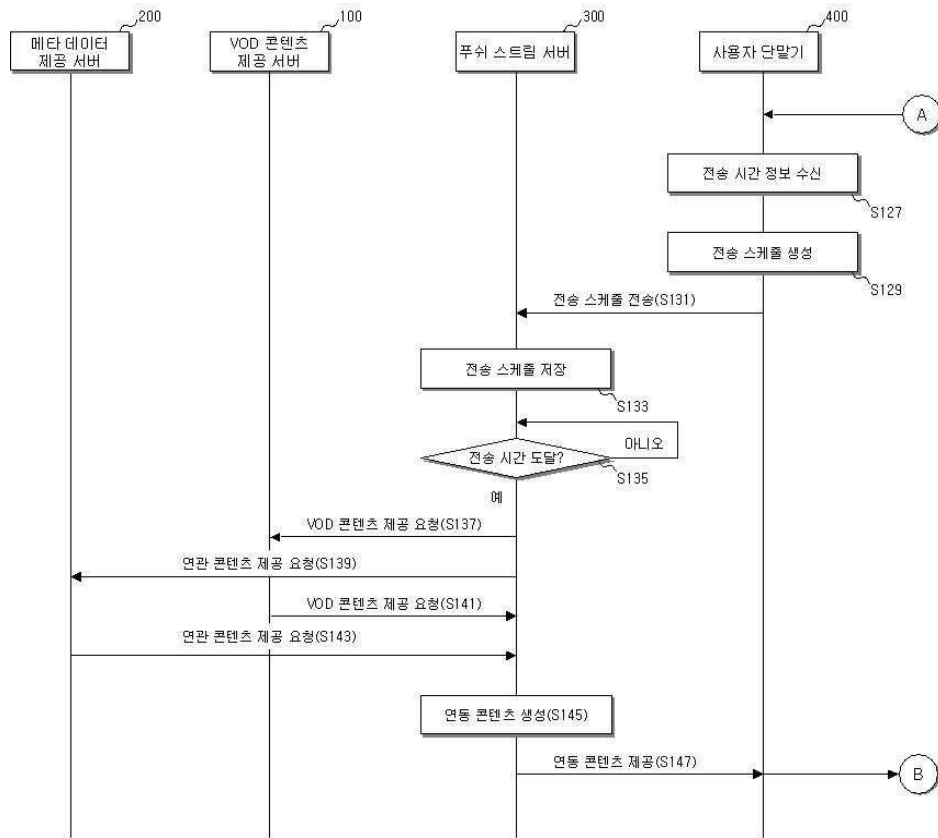 200
100
300
400
메타 데이터
제공 서버
VOD 콘텐츠
제공 서버
푸쉬 스트림 서버
사용자 단말기
A
전송 시간 정보 수신
S127
전송 스케줄 생성
S129
전송 스케줄 전송(S131)
전송 스케줄 저장
S133
아니오
전송 시간 도달?
S135
예
VOD 콘텐츠 제공 요청(S137)
연관 콘텐츠 제공 요청(S139)
VOD 콘텐츠 제공 요청(S141)
연관 콘텐츠 제공 요청(S143)
연동 콘텐츠 생성(S145)
연동 콘텐츠 제공(S147)
B